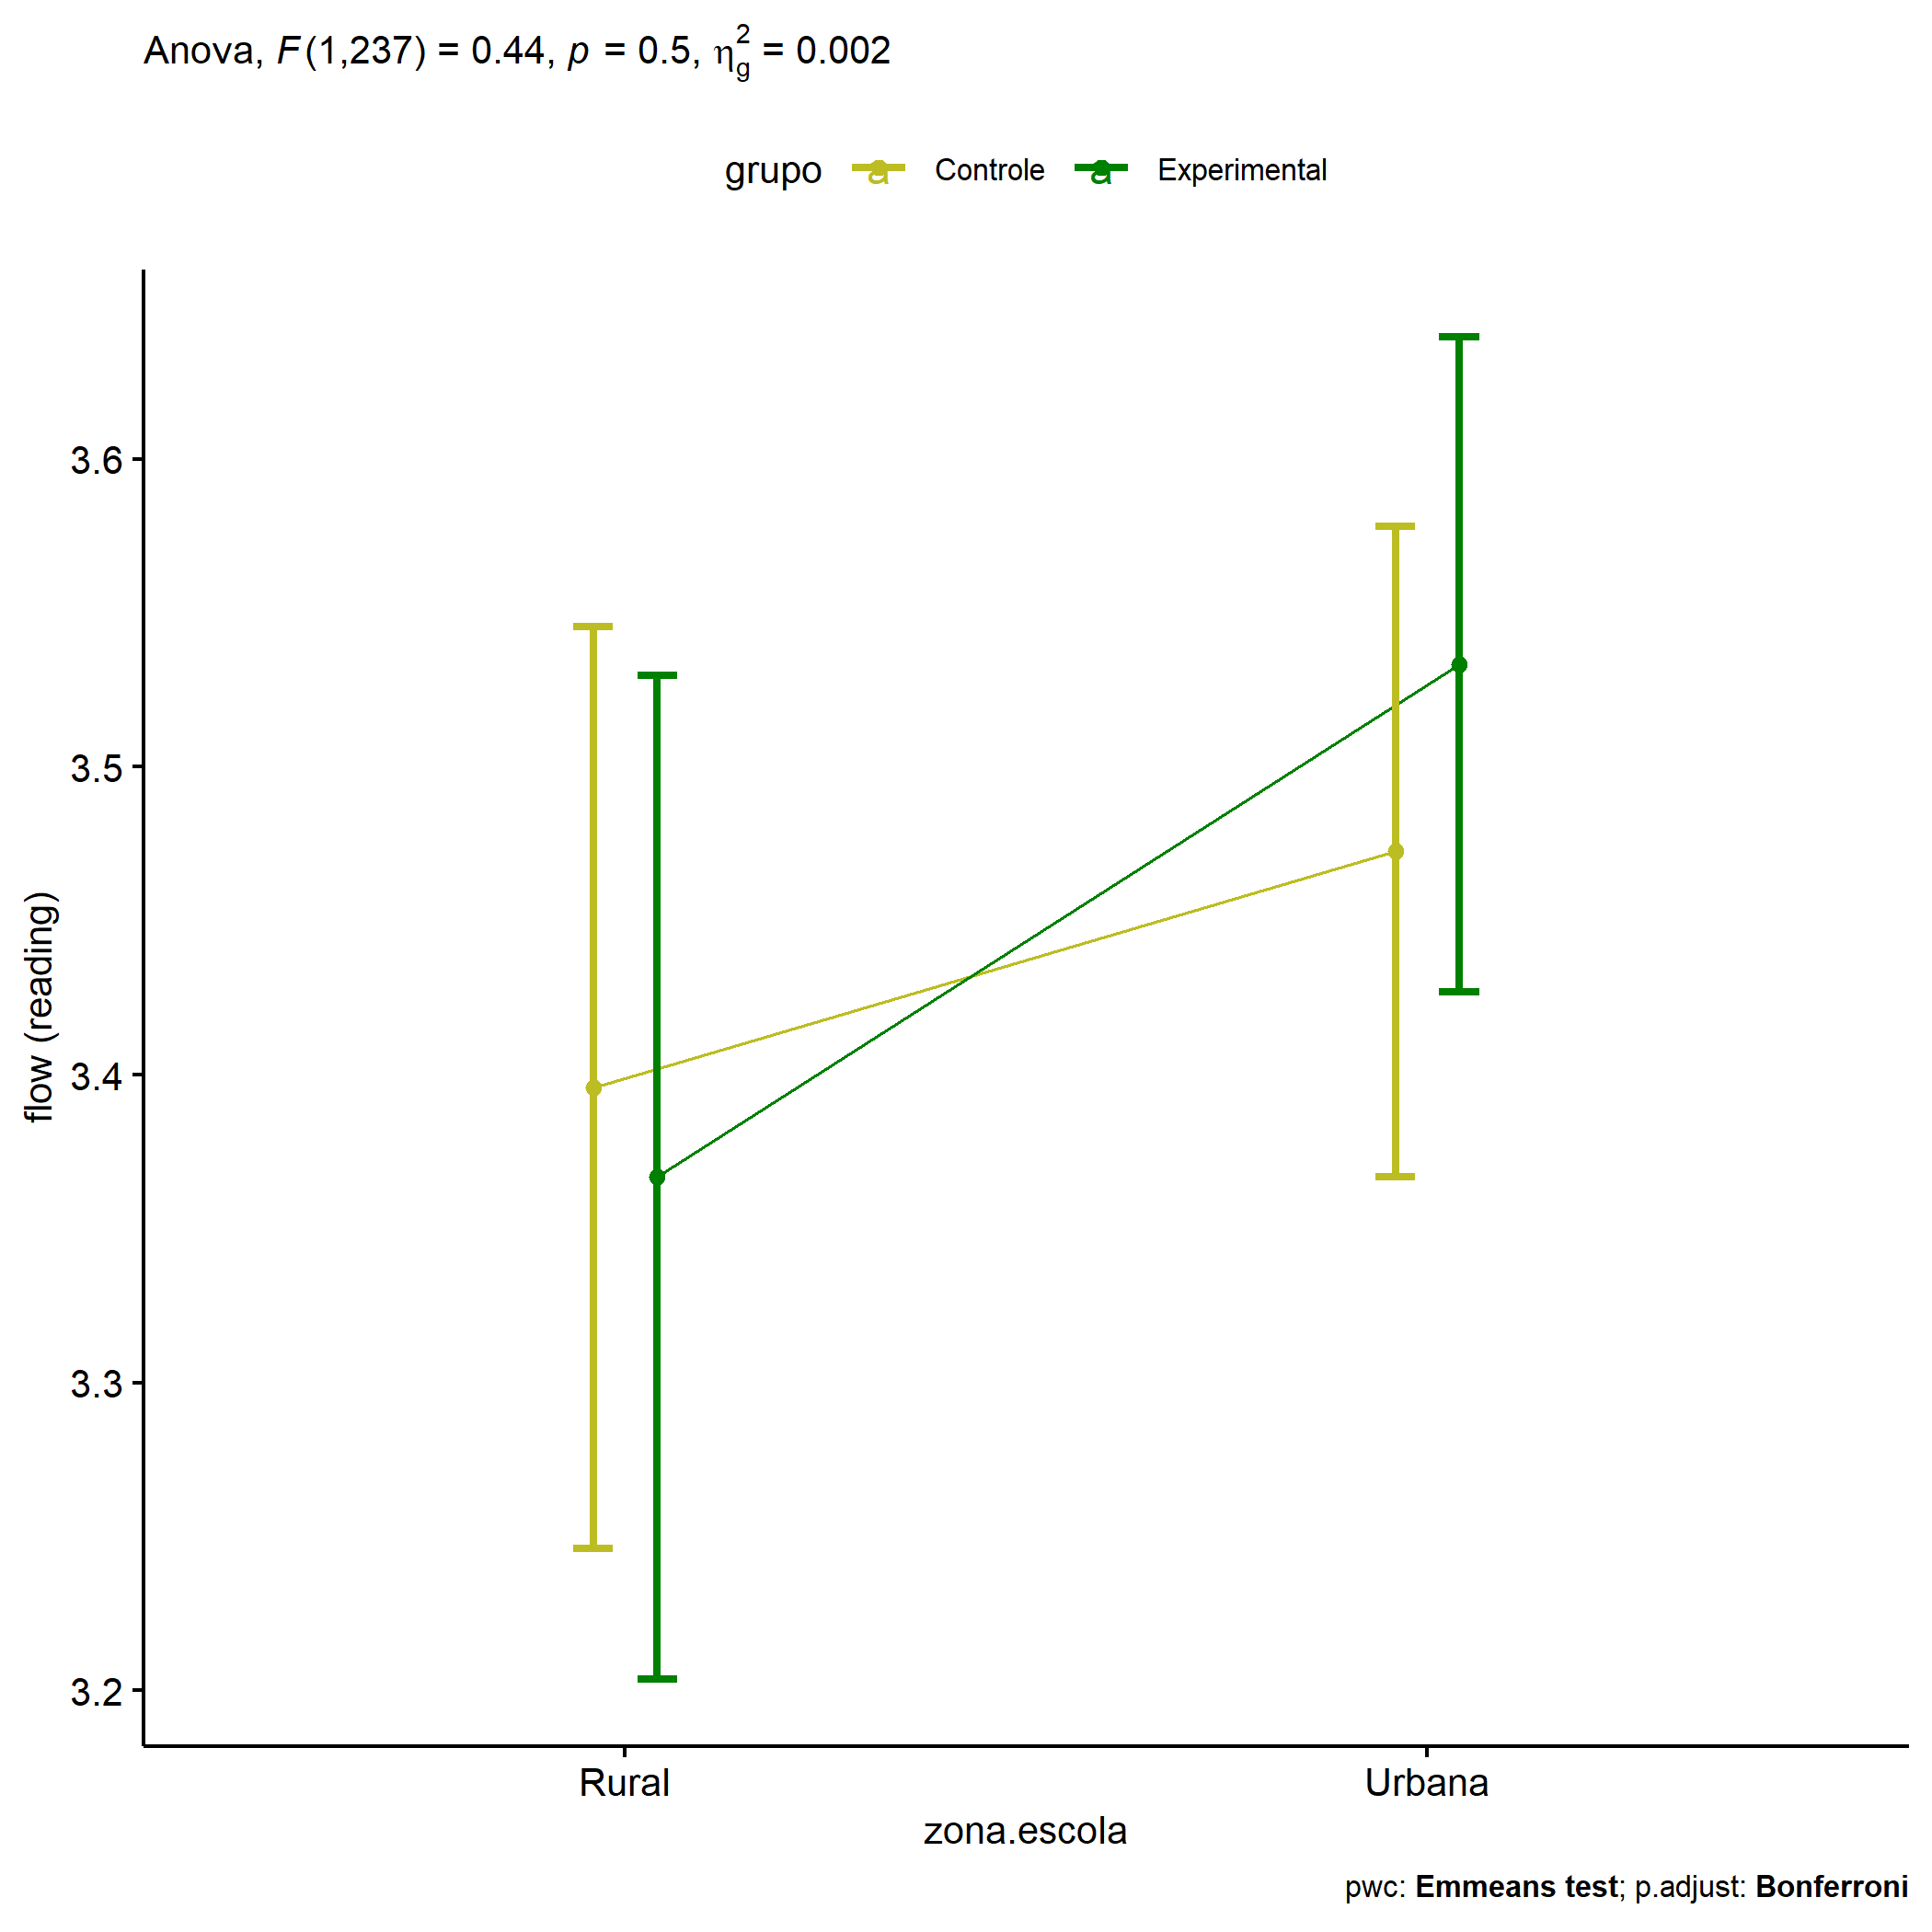 Anova, F(1,237) = 0.44, p = 0.5, η²g = 0.002
grupo a Controle a Experimental
3.6
3.5
3.4
3.3
3.2
flow (reading)
Rural Urbana
zona.escola
pwc: Emmeans test; p.adjust: Bonferroni